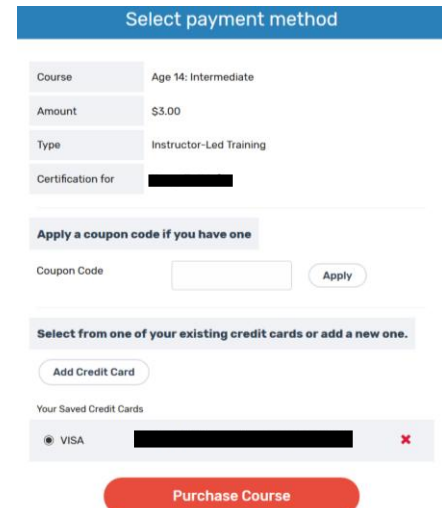 Select payment method
Course Age 14: Intermediate
Amount $3.00
Type Instructor-Led Training
Certification for
Apply a coupon code if you have one
Coupon Code Apply
Select from one of your existing credit cards or add a new one.
Add Credit Card
Your Saved Credit Cards
VISA
Purchase Course